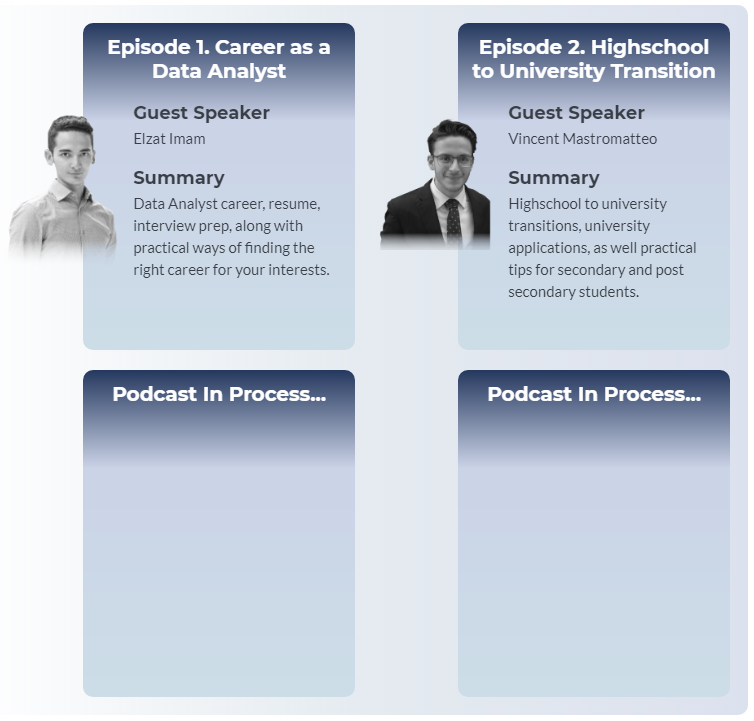 Episode 1. Career as a
Data Analyst
Guest Speaker
Elzat Imam
Summary
Data Analyst career, resume,
interview prep, along with
practical ways of finding the
right career for your interests.
Episode 2. Highschool
to University Transition
Guest Speaker
Vincent Mastromatteo
Summary
Highschool to university
transitions, university
applications, as well practical
tips for secondary and post
secondary students.
Podcast In Process...
Podcast In Process...